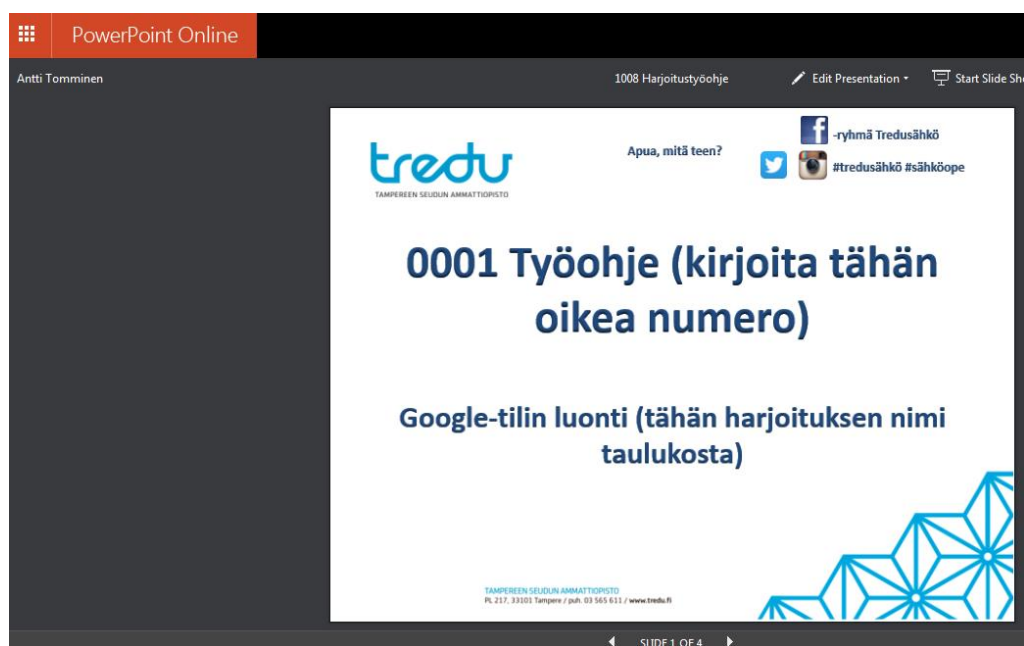 PowerPoint Online
Antti Tomminen
1008 Harjoitustyöohje
Edit Presentation
Start Slide Sho
tredu
TAMPEREEN SEUDUN AMMATTIOPISTO
Apua, mitä teen?
-ryhmä Tredusähkö
#tredusähkö #sähköope
0001 Työohje (kirjoita tähän
oikea numero)
Google-tilin luonti (tähän harjoituksen nimi
taulukosta)
TAMPEREEN SEUDUN AMMATTIOPISTO
PL 217, 33101 Tampere / puh. 03 565 611 / www.tredu.fi
SLIDE 1 OF 4